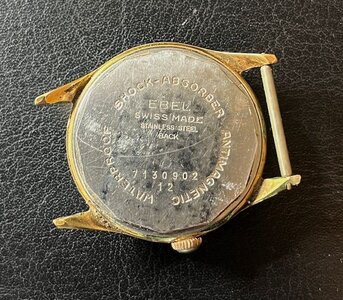 SHOCK-ABSORBER ANTIMAGNETIC WATERPROOF
EBEL
SWISS MADE
STAINLESS STEEL
BACK
7130902
12